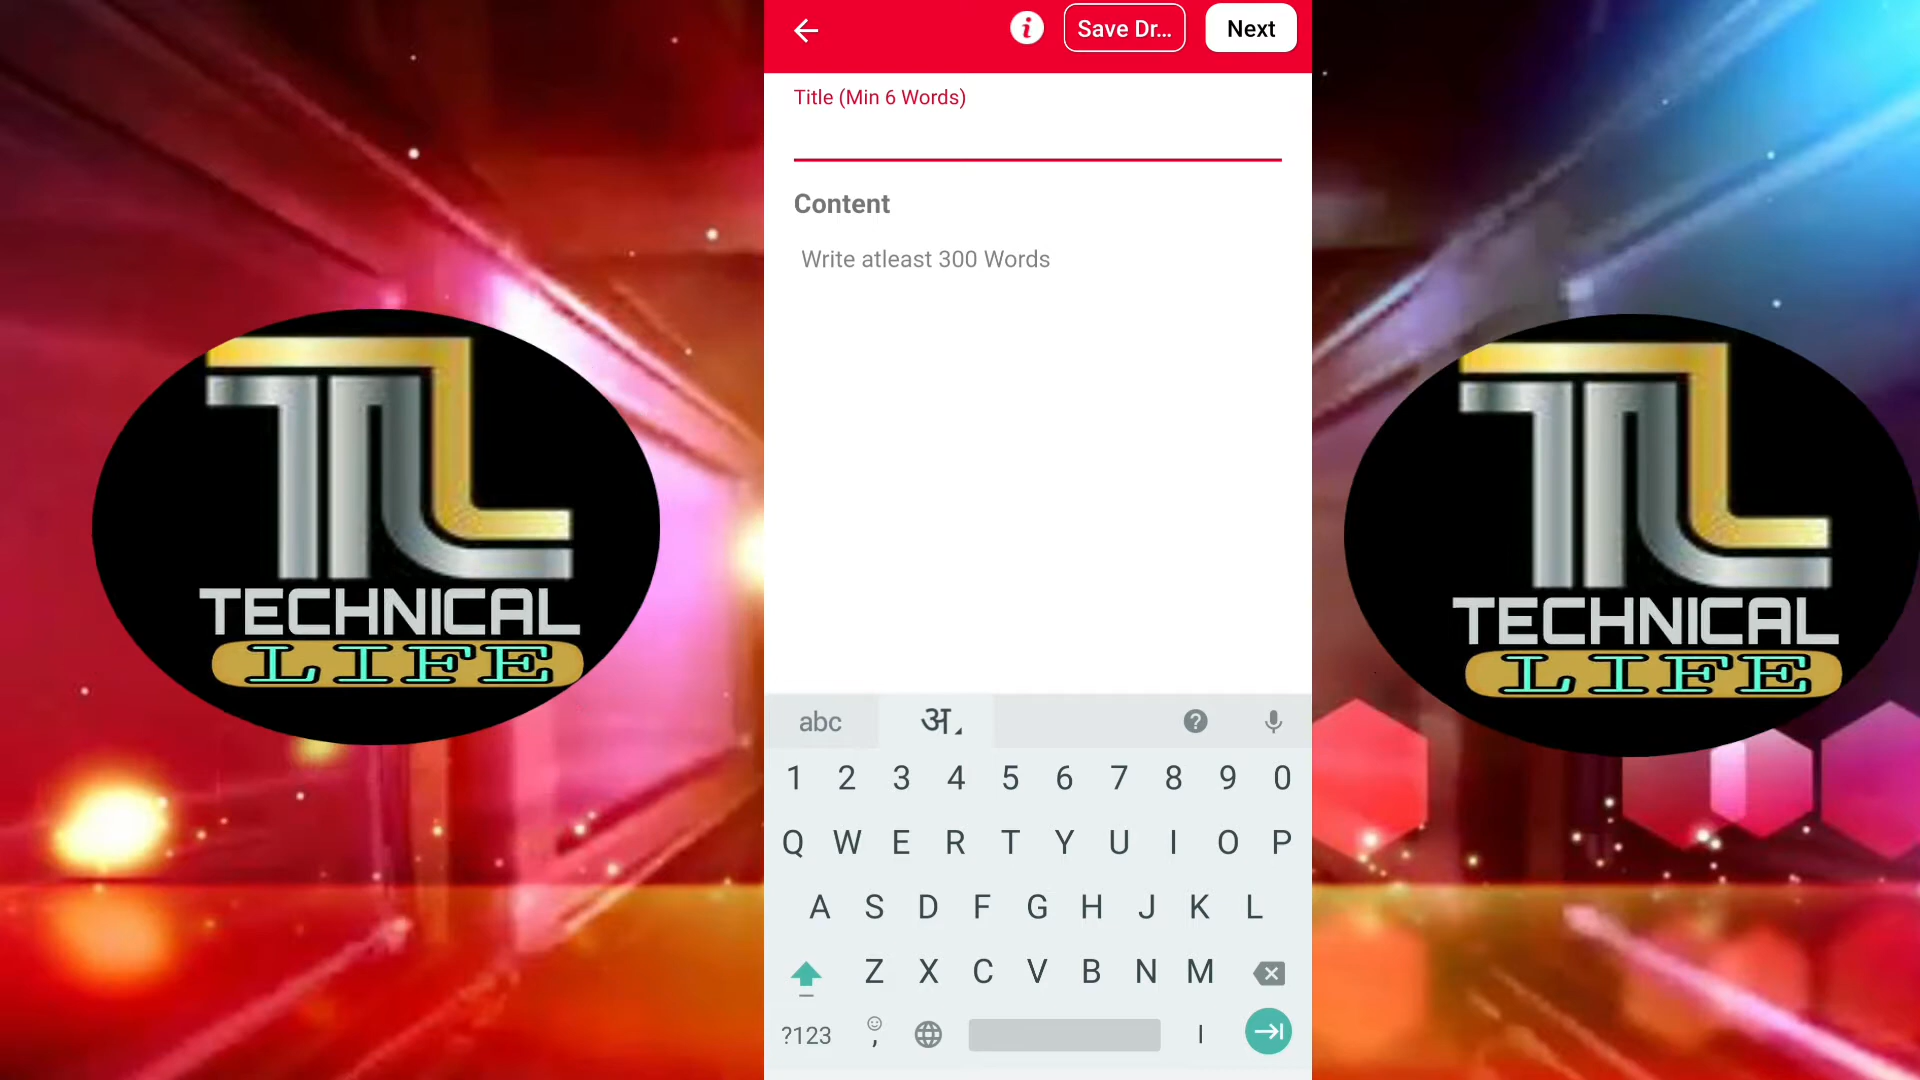 Save Dr...
Next
Title (Min 6 Words)
Content
Write atleast 300 Words
TECHNICAL
LIFE
TECHNICAL
LIFE
abc
अ
1 2 3 4 5 6 7 8 9 0
Q W E R T Y U I O P
A S D F G H J K L
Z X C V B N M
?123 , ।